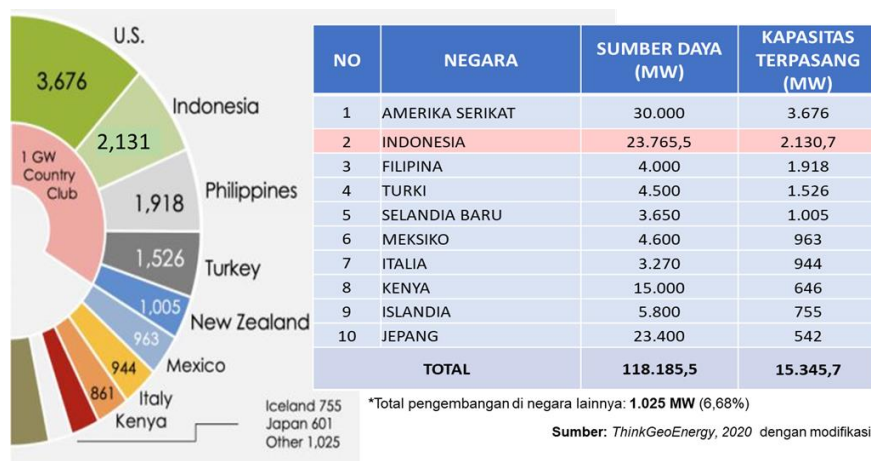 U.S.
3,676
Indonesia
2,131
1 GW
Country
Club
Philippines
1,918
1,526
Turkey
1,005
New Zealand
963
Mexico
944
Italy
861
Kenya
Iceland 755
Japan 601
Other 1,025
NO NEGARA SUMBER DAYA (MW) KAPASITAS TERPASANG (MW)
1 AMERIKA SERIKAT 30.000 3.676
2 INDONESIA 23.765,5 2.130,7
3 FILIPINA 4.000 1.918
4 TURKI 4.500 1.526
5 SELANDIA BARU 3.650 1.005
6 MEKSIKO 4.600 963
7 ITALIA 3.270 944
8 KENYA 15.000 646
9 ISLANDIA 5.800 755
10 JEPANG 23.400 542
TOTAL 118.185,5 15.345,7
*Total pengembangan di negara lainnya: 1.025 MW (6,68%)
Sumber: ThinkGeoEnergy, 2020 dengan modifikasi